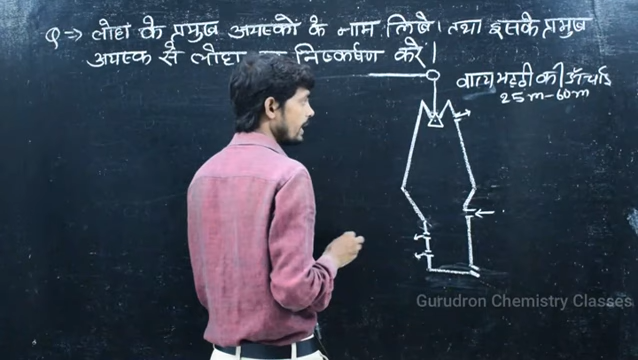 Q ⇒ लोहा के प्रमुख अयस्को के नाम लिखें। तथा इसके प्रमुख
अयस्क से लोहा का निष्कर्षण करें।
वात्य भट्ठी की ऊँचाई
25m-60m
Gurudron Chemistry Classes